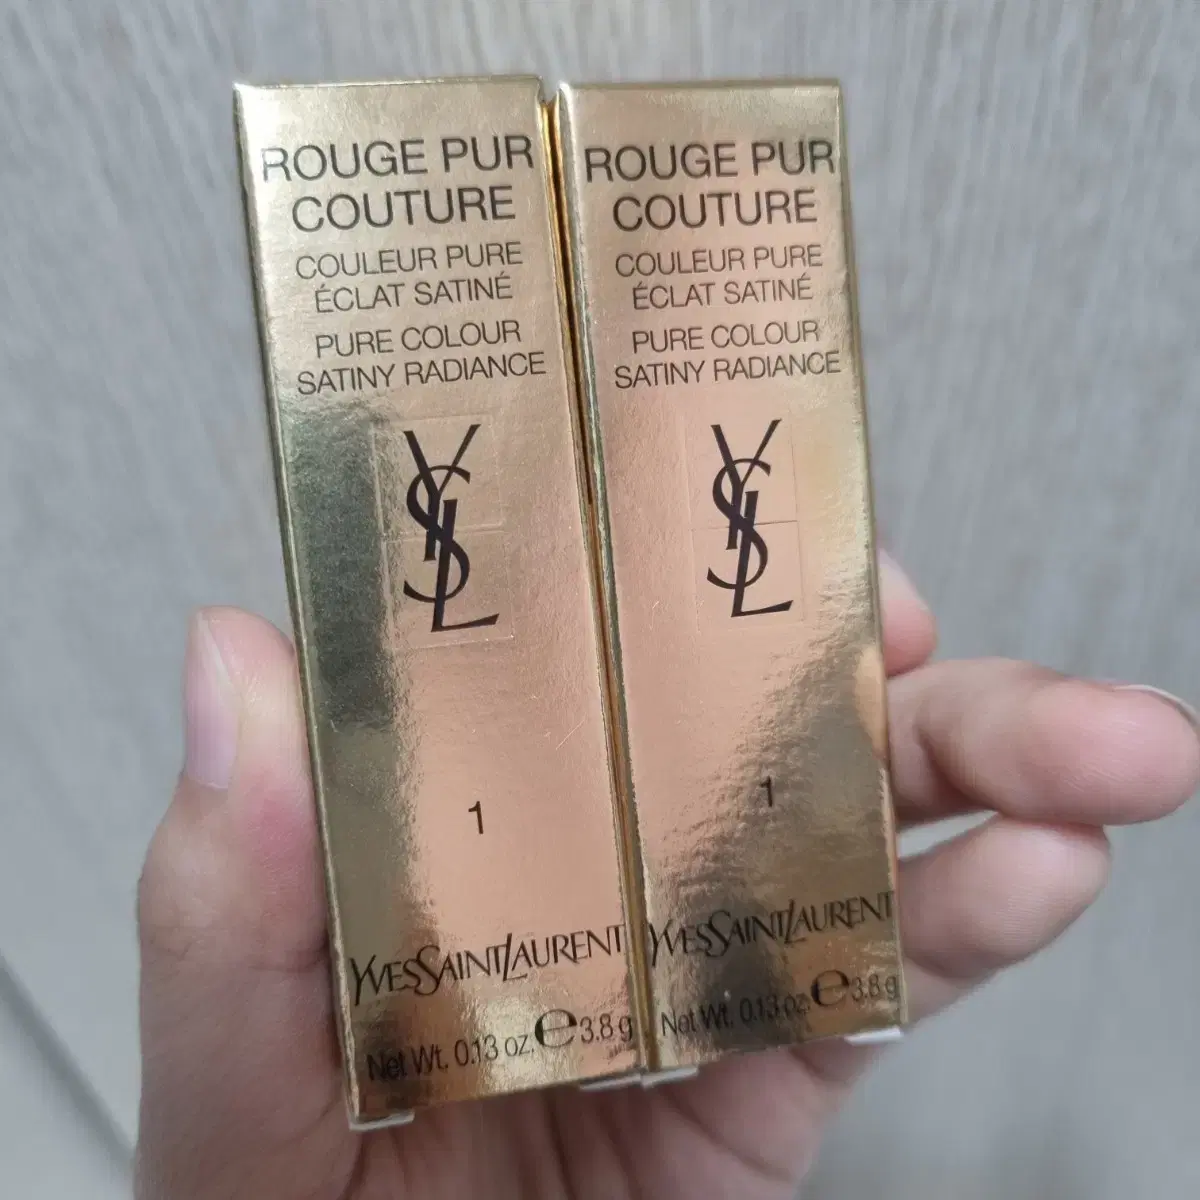 ROUGE PUR
COUTURE
COULEUR PURE
ÉCLAT SATINÉ
PURE COLOUR
SATINY RADIANCE
YSL
1
YVESSAINTLAURENT
Net Wt. 0.13 oz. ℮ 3.8 g
ROUGE PUR
COUTURE
COULEUR PURE
ÉCLAT SATINÉ
PURE COLOUR
SATINY RADIANCE
YSL
1
YVESSAINTLAURENT
Net Wt. 0.13 oz. ℮ 3.8 g